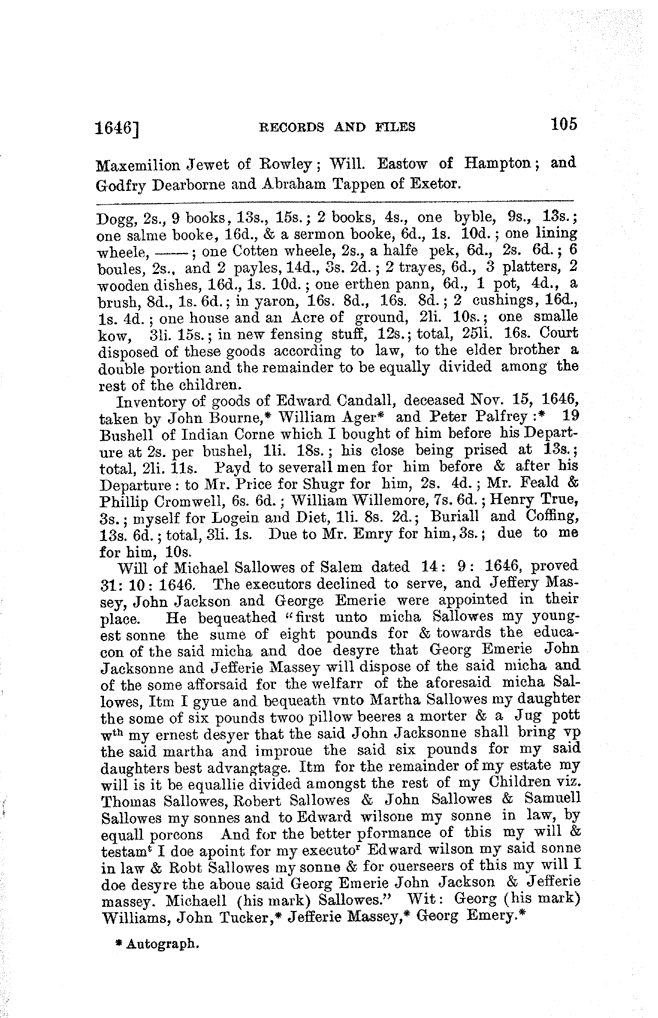 1646] RECORDS AND FILES 105
Maxemilion Jewet of Rowley; Will. Eastow of Hampton; and
Godfry Dearborne and Abraham Tappen of Exetor.
Dogg, 2s., 9 books, 13s., 15s.; 2 books, 4s., one byble, 9s., 13s.;
one salme booke, 16d., & a sermon booke, 6d., 1s. 10d.; one lining
wheele, ——; one Cotten wheele, 2s., a halfe pek, 6d., 2s. 6d.; 6
boules, 2s., and 2 payles, 14d., 3s. 2d.; 2 trayes, 6d., 3 platters, 2
wooden dishes, 16d., 1s. 10d.; one erthen pann, 6d., 1 pot, 4d., a
brush, 8d., 1s. 6d.; in yaron, 16s. 8d., 16s. 8d.; 2 cushings, 16d.,
1s. 4d.; one house and an Acre of ground, 2li. 10s.; one smalle
kow, 3li. 15s.; in new fensing stuff, 12s.; total, 25li. 16s. Court
disposed of these goods according to law, to the elder brother a
double portion and the remainder to be equally divided among the
rest of the children.
Inventory of goods of Edward Candall, deceased Nov. 15, 1646,
taken by John Bourne,* William Ager* and Peter Palfrey:* 19
Bushell of Indian Corne which I bought of him before his Depart-
ure at 2s. per bushel, 1li. 18s.; his close being prised at 13s.;
total, 2li. 11s. Payd to severall men for him before & after his
Departure: to Mr. Price for Shugr for him, 2s. 4d.; Mr. Feald &
Phillip Cromwell, 6s. 6d.; William Willemore, 7s. 6d.; Henry True,
3s.; myself for Logein and Diet, 1li. 8s. 2d.; Buriall and Coffing,
13s. 6d.; total, 3li. 1s. Due to Mr. Emry for him, 3s.; due to me
for him, 10s.
Will of Michael Sallowes of Salem dated 14: 9: 1646, proved
31: 10: 1646. The executors declined to serve, and Jeffery Mas-
sey, John Jackson and George Emerie were appointed in their
place. He bequeathed "first unto micha Sallowes my young-
est sonne the sume of eight pounds for & towards the educa-
con of the said micha and doe desyre that Georg Emerie John
Jacksonne and Jefferie Massey will dispose of the said micha and
of the some afforsaid for the welfarr of the aforesaid micha Sal-
lowes, Itm I gyue and bequeath vnto Martha Sallowes my daughter
the some of six pounds twoo pillow beeres a morter & a Jug pott
wth my ernest desyer that the said John Jacksonne shall bring vp
the said martha and improue the said six pounds for my said
daughters best advangtage. Itm for the remainder of my estate my
will is it be equallie divided amongst the rest of my Children viz.
Thomas Sallowes, Robert Sallowes & John Sallowes & Samuell
Sallowes my sonnes and to Edward wilsone my sonne in law, by
equall porcons And for the better pformance of this my will &
testamt I doe apoint for my executor Edward wilson my said sonne
in law & Robt Sallowes my sonne & for ouerseers of this my will I
doe desyre the aboue said Georg Emerie John Jackson & Jefferie
massey. Michaell (his mark) Sallowes." Wit: Georg (his mark)
Williams, John Tucker,* Jefferie Massey,* Georg Emery.*
* Autograph.